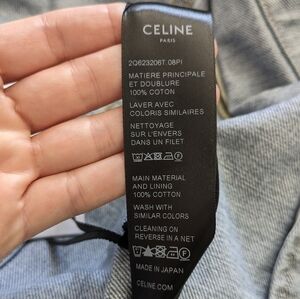 CELINE
PARIS
2Q623206T.08PI
MATIERE PRINCIPALE
ET DOUBLURE
100% COTON
LAVER AVEC
COLORIS SIMILAIRES
NETTOYAGE
SUR L'ENVERS
DANS UN FILET
MAIN MATERIAL
AND LINING
100% COTTON
WASH WITH
SIMILAR COLORS
CLEANING ON
REVERSE IN A NET
MADE IN JAPAN
CELINE.COM